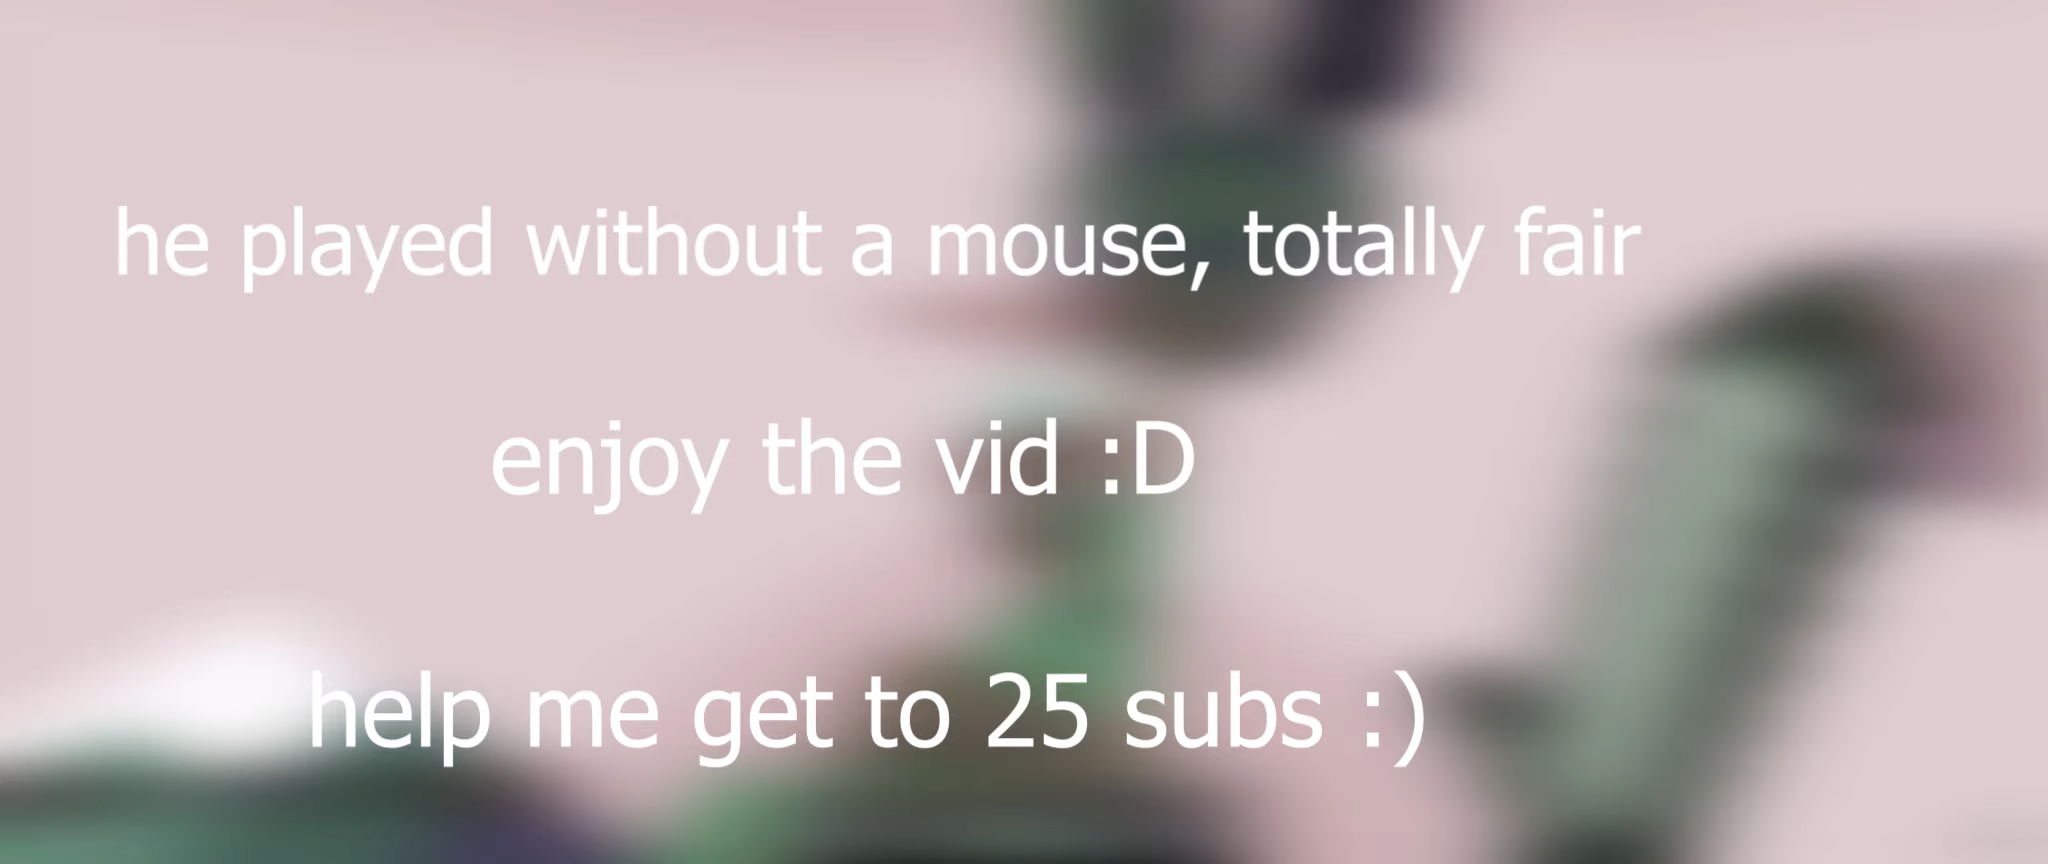 he played without a mouse, totally fair
enjoy the vid :D
help me get to 25 subs :)